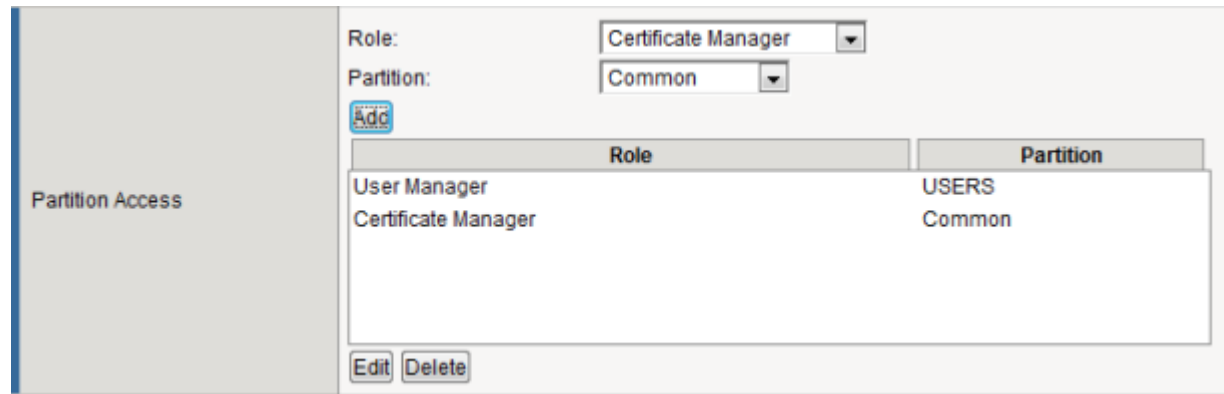 Role: Certificate Manager
Partition: Common
Add
Role Partition
Partition Access
User Manager USERS
Certificate Manager Common
Edit Delete